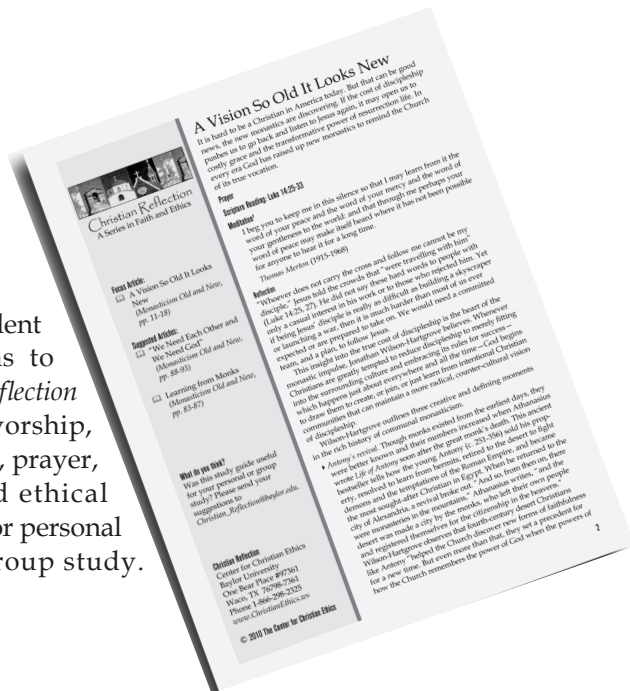 A Vision So Old It Looks New
It is hard to be a Christian in America today. But that can be good
news, the new monastics are discovering. If the cost of discipleship
pushes us to go back and listen to Jesus again, it may open us to
costly grace and the transformative power of resurrection life. In
every era God has raised up new monastics to remind the Church
of its true vocation.
Prayer
Scripture Reading: Luke 14:25-33
Meditation¹
I beg you to keep me in this silence so that I may learn from it the
word of your peace and the word of your mercy and the word of
your gentleness to the world: and that through me perhaps your
word of peace may make itself heard where it has not been possible
for anyone to hear it for a long time.
Thomas Merton (1915-1968)
Reflection
“Whoever does not carry the cross and follow me cannot be my
disciple,” Jesus told the crowds that “were travelling with him”
(Luke 14:25, 27). He did not say these hard words to people with
only a casual interest in his work or to those who rejected him. Yet
if being Jesus’ disciple is really as difficult as building a skyscraper
or launching a war, then it is much harder than most of us ever
expected or are prepared to take on. We would need a committed
team, and a plan, to follow Jesus.
This insight into the true cost of discipleship is the heart of the
monastic impulse, Jonathan Wilson-Hartgrove believes. Whenever
Christians are greatly tempted to reduce discipleship to merely fitting
into the surrounding culture and embracing its rules for success—
which happens just about everywhere and all the time—God begins
to draw them to create, or join, or just learn from intentional Christian
communities that can maintain a more radical, counter-cultural vision
of discipleship.
Wilson-Hartgrove outlines three creative and defining moments
in the rich history of communal monasticism.
Antony’s revival. Though monks existed from the earliest days, they
were better known and their numbers increased when Athanasius
wrote Life of Antony soon after the great monk’s death. This ancient
bestseller tells how the young Antony (c. 251-356) sold his prop-
erty, resolved to learn from hermits, retired to the desert to fight
demons and the temptations of the Roman Empire, and became
the most sought-after Christian in Egypt. When he returned to the
city of Alexandria, a revival broke out. “And so, from then on, there
were monasteries in the mountains,” Athanasius writes, “and the
desert was made a city by the monks, who left their own people
and registered themselves for the citizenship in the heavens.”
Wilson-Hartgrove observes that fourth-century desert Christians
like Antony “helped the Church discover new forms of faithfulness
for a new time. But even more than that, they set a precedent for
how the Church remembers the power of God when the powers of
2
Christian Reflection
A Series in Faith and Ethics
Focus Article:
A Vision So Old It Looks
New
(Monasticism Old and New,
pp. 11-18)
Suggested Articles:
“We Need Each Other and
We Need God”
(Monasticism Old and New,
pp. 88-93)
Learning from Monks
(Monasticism Old and New,
pp. 83-87)
What do you think?
Was this study guide useful
for your personal or group
study? Please send your
suggestions to
Christian_Reflection@baylor.edu.
Christian Reflection
Center for Christian Ethics
Baylor University
One Bear Place #97361
Waco, TX 76798-7361
Phone 1-866-298-2325
www.ChristianEthics.ws
© 2010 The Center for Christian Ethics
dent
ns to
flection
vorship,
, prayer,
d ethical
or personal
roup study.